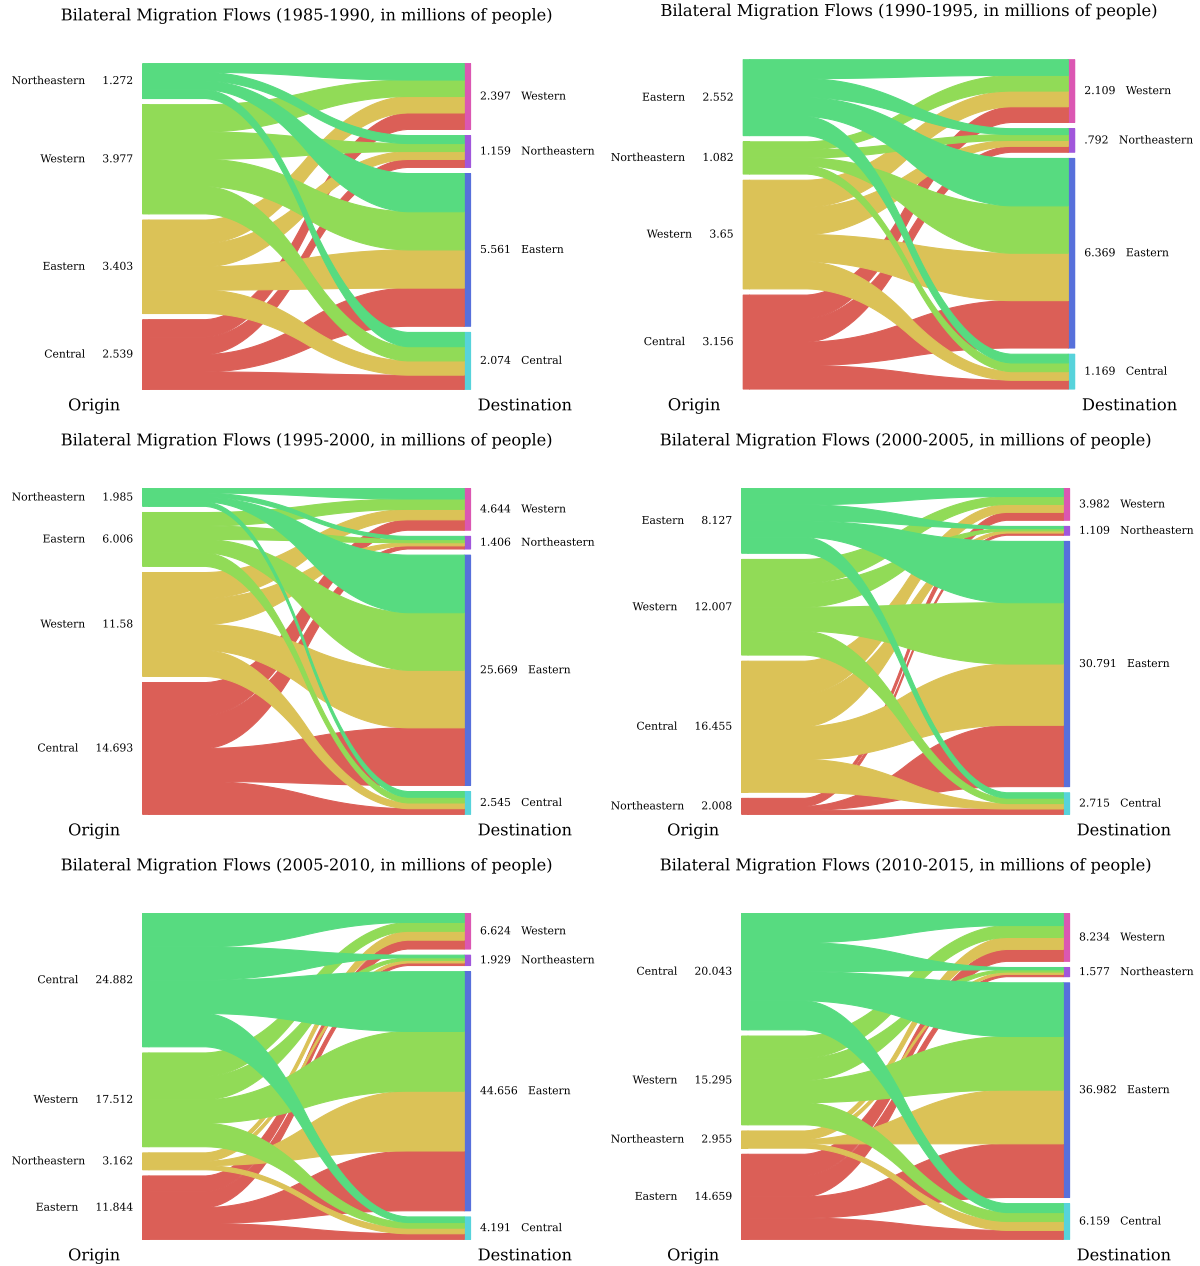 Bilateral Migration Flows (1985-1990, in millions of people)
Northeastern 1.272
Western 3.977
Eastern 3.403
Central 2.539
2.397 Western
1.159 Northeastern
5.561 Eastern
2.074 Central
Origin
Destination
Bilateral Migration Flows (1990-1995, in millions of people)
Eastern 2.552
Northeastern 1.082
Western 3.65
Central 3.156
2.109 Western
.792 Northeastern
6.369 Eastern
1.169 Central
Origin
Destination
Bilateral Migration Flows (1995-2000, in millions of people)
Northeastern 1.985
Eastern 6.006
Western 11.58
Central 14.693
4.644 Western
1.406 Northeastern
25.669 Eastern
2.545 Central
Origin
Destination
Bilateral Migration Flows (2000-2005, in millions of people)
Eastern 8.127
Western 12.007
Central 16.455
Northeastern 2.008
3.982 Western
1.109 Northeastern
30.791 Eastern
2.715 Central
Origin
Destination
Bilateral Migration Flows (2005-2010, in millions of people)
Central 24.882
Western 17.512
Northeastern 3.162
Eastern 11.844
6.624 Western
1.929 Northeastern
44.656 Eastern
4.191 Central
Origin
Destination
Bilateral Migration Flows (2010-2015, in millions of people)
Central 20.043
Western 15.295
Northeastern 2.955
Eastern 14.659
8.234 Western
1.577 Northeastern
36.982 Eastern
6.159 Central
Origin
Destination